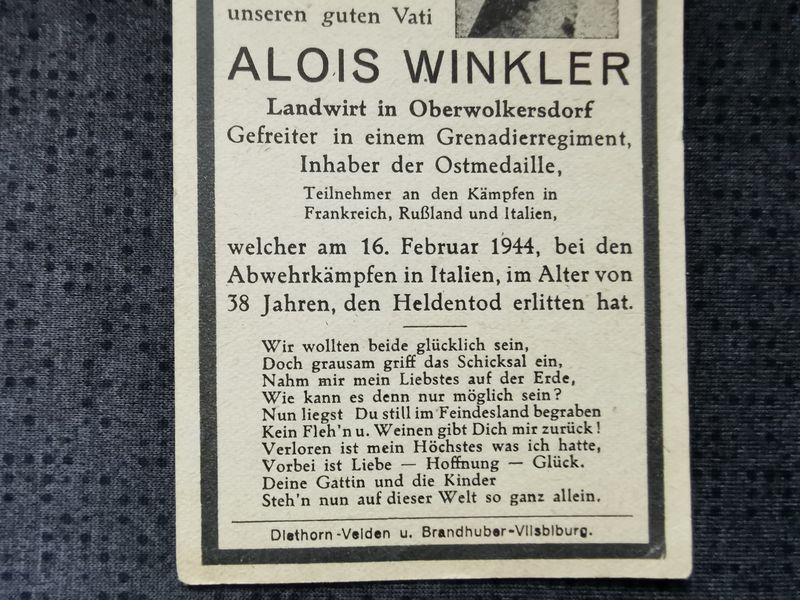 unseren guten Vati
ALOIS WINKLER
Landwirt in Oberwolkersdorf
Gefreiter in einem Grenadierregiment,
Inhaber der Ostmedaille,
Teilnehmer an den Kämpfen in
Frankreich, Rußland und Italien,
welcher am 16. Februar 1944, bei den
Abwehrkämpfen in Italien, im Alter von
38 Jahren, den Heldentod erlitten hat.
Wir wollten beide glücklich sein,
Doch grausam griff das Schicksal ein,
Nahm mir mein Liebstes auf der Erde,
Wie kann es denn nur möglich sein?
Nun liegst Du still im Feindesland begraben
Kein Fleh'n u. Weinen gibt Dich mir zurück!
Verloren ist mein Höchstes was ich hatte,
Vorbei ist Liebe — Hoffnung — Glück.
Deine Gattin und die Kinder
Steh'n nun auf dieser Welt so ganz allein.
Diethorn-Velden u. Brandhuber-Vilsbiburg.